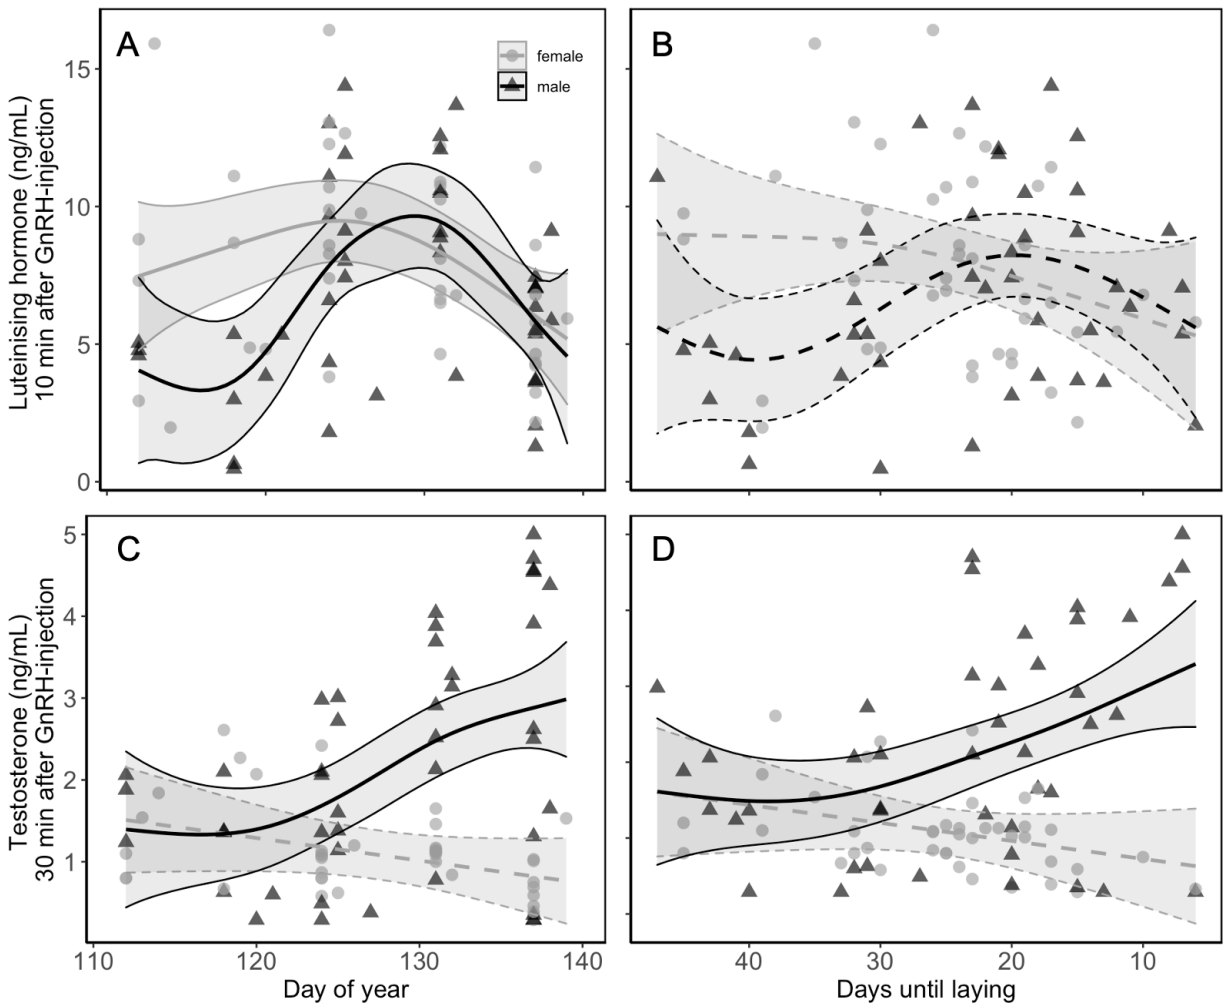 A
B
female
male
Luteinising hormone (ng/mL)
10 min after GnRH-injection
15
10
5
0
C
D
Testosterone (ng/mL)
30 min after GnRH-injection
5
4
3
2
1
110 120 130 140
40 30 20 10
Day of year
Days until laying